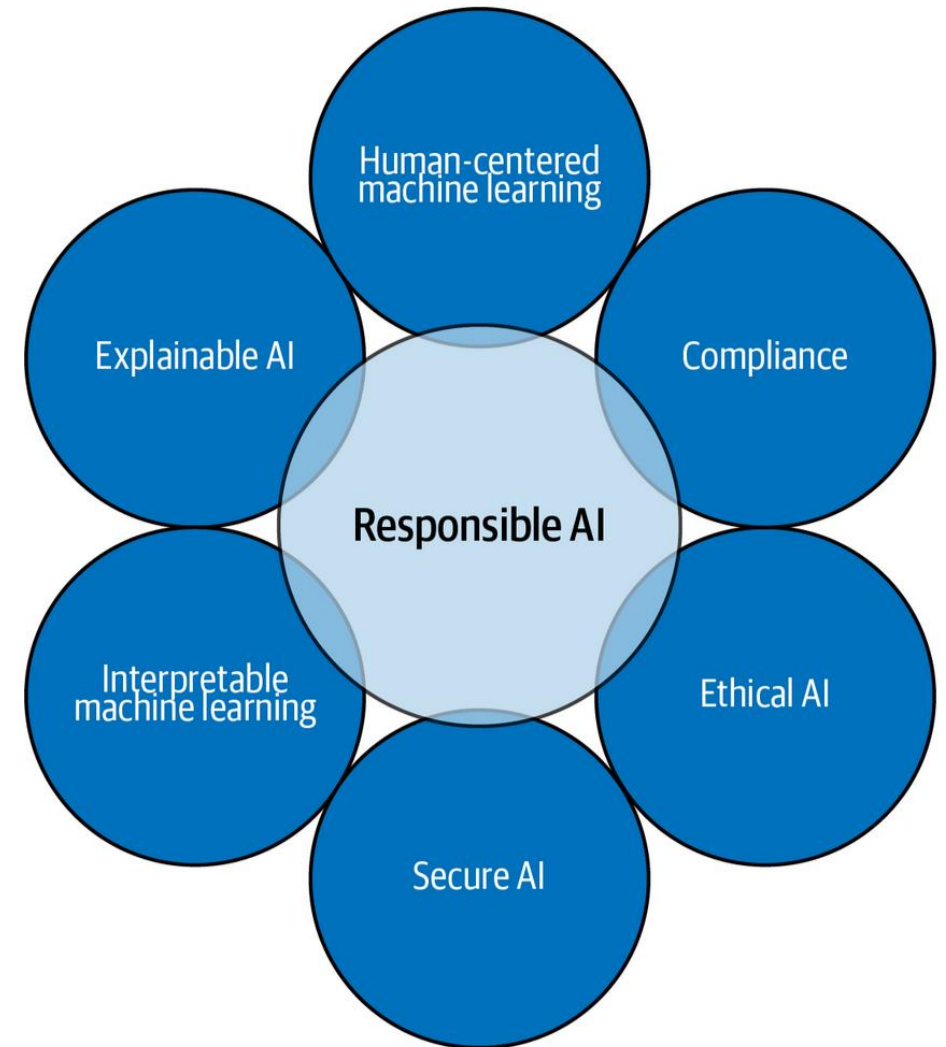 Human-centered
machine learning
Explainable AI
Compliance
Responsible AI
Interpretable
machine learning
Ethical AI
Secure AI